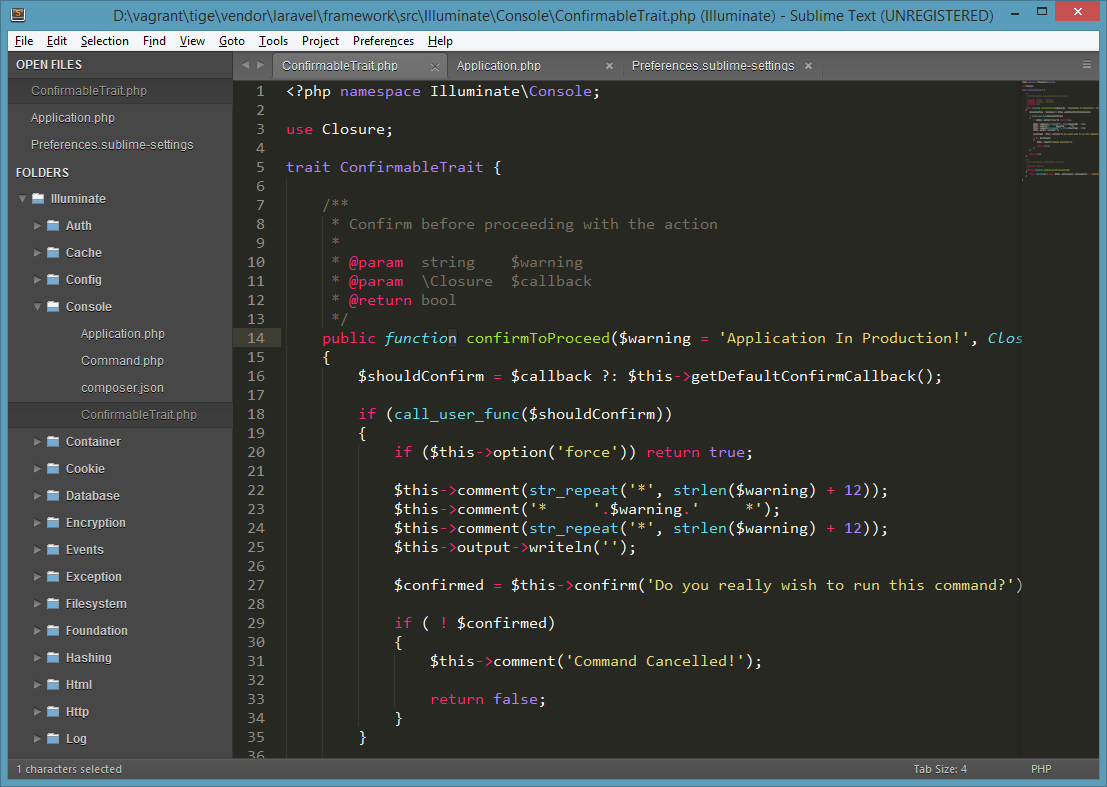 D:\vagrant\tige\vendor\laravel\framework\src\Illuminate\Console\ConfirmableTrait.php (Illuminate) - Sublime Text (UNREGISTERED)
File Edit Selection Find View Goto Tools Project Preferences Help
OPEN FILES
ConfirmableTrait.php
Application.php
Preferences.sublime-settings
FOLDERS
Illuminate
Auth
Cache
Config
Console
Application.php
Command.php
composer.json
ConfirmableTrait.php
Container
Cookie
Database
Encryption
Events
Exception
Filesystem
Foundation
Hashing
Html
Http
Log
ConfirmableTrait.php Application.php Preferences.sublime-settings
1 <?php namespace Illuminate\Console;
2
3 use Closure;
4
5 trait ConfirmableTrait {
6
7     /**
8      * Confirm before proceeding with the action
9      *
10      * @param  string    $warning
11      * @param  \Closure  $callback
12      * @return bool
13      */
14     public function confirmToProceed($warning = 'Application In Production!', Clos
15     {
16         $shouldConfirm = $callback ?: $this->getDefaultConfirmCallback();
17
18         if (call_user_func($shouldConfirm))
19         {
20             if ($this->option('force')) return true;
21
22             $this->comment(str_repeat('*', strlen($warning) + 12));
23             $this->comment('*     '.$warning.'     *');
24             $this->comment(str_repeat('*', strlen($warning) + 12));
25             $this->output->writeln('');
26
27             $confirmed = $this->confirm('Do you really wish to run this command?')
28
29             if ( ! $confirmed)
30             {
31                 $this->comment('Command Cancelled!');
32
33                 return false;
34             }
35         }
36
1 characters selected Tab Size: 4 PHP